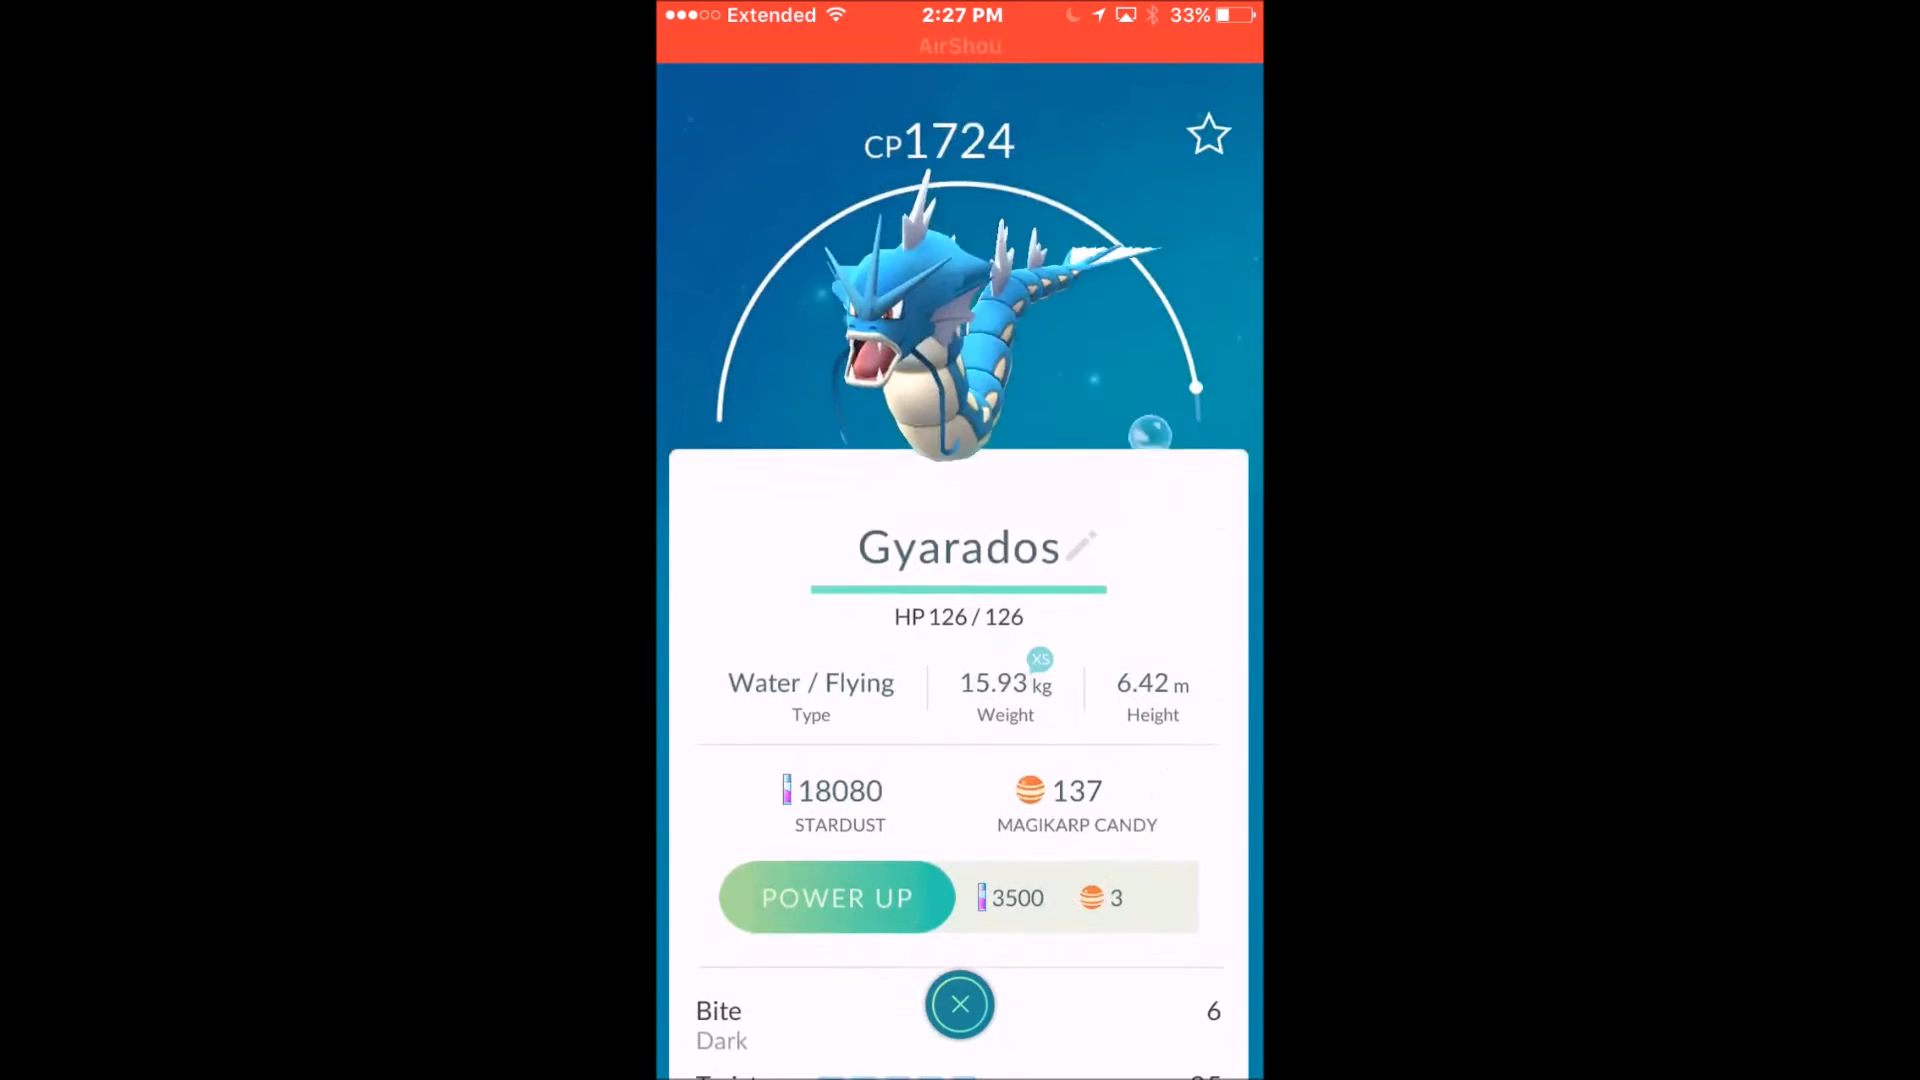 Extended 2:27 PM 33%
AirShou
CP1724
Gyarados
HP 126 / 126
XS
Water / Flying 15.93 kg 6.42 m
Type Weight Height
18080 137
STARDUST MAGIKARP CANDY
POWER UP 3500 3
Bite 6
Dark